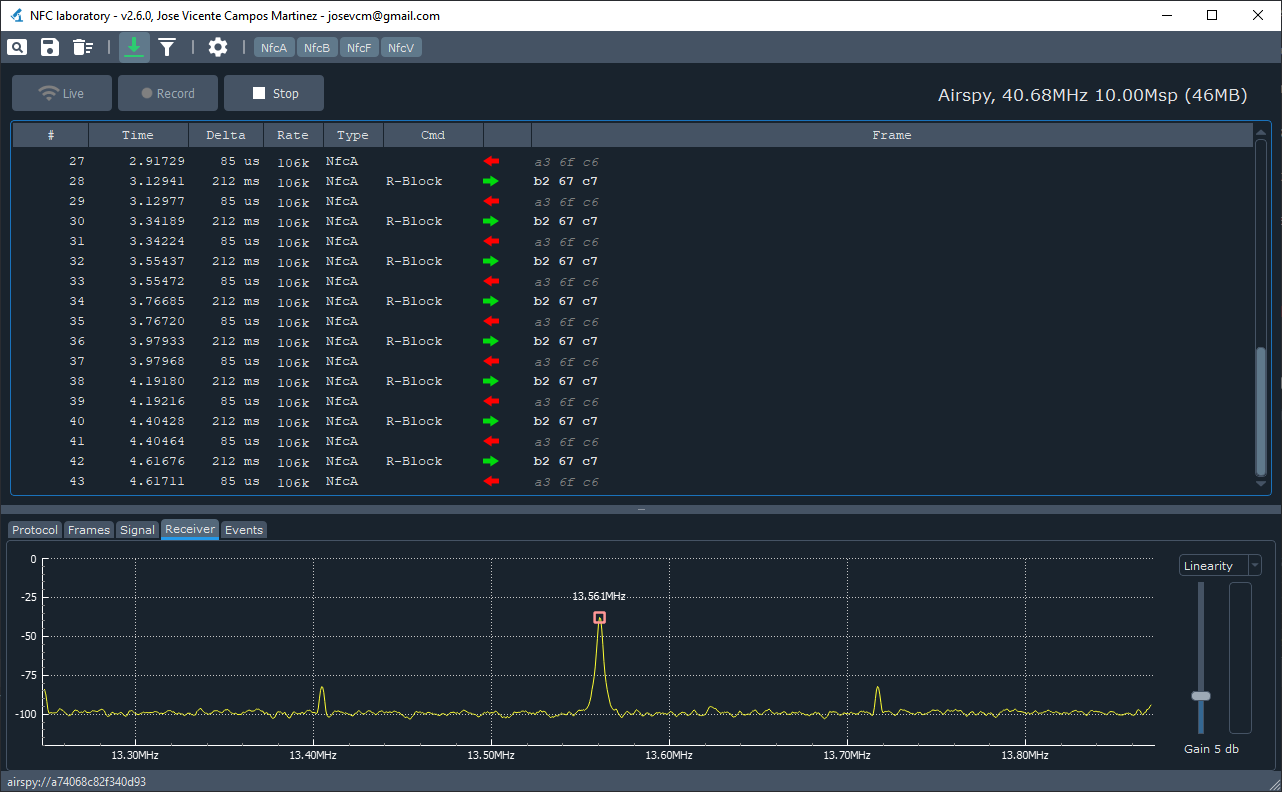 NFC laboratory - v2.6.0, Jose Vicente Campos Martinez - josevcm@gmail.com
NfcA NfcB NfcF NfcV
Live Record Stop Airspy, 40.68MHz 10.00Msp (46MB)
# Time Delta Rate Type Cmd Frame
27 2.91729 85 us 106k NfcA a3 6f c6
28 3.12941 212 ms 106k NfcA R-Block b2 67 c7
29 3.12977 85 us 106k NfcA a3 6f c6
30 3.34189 212 ms 106k NfcA R-Block b2 67 c7
31 3.34224 85 us 106k NfcA a3 6f c6
32 3.55437 212 ms 106k NfcA R-Block b2 67 c7
33 3.55472 85 us 106k NfcA a3 6f c6
34 3.76685 212 ms 106k NfcA R-Block b2 67 c7
35 3.76720 85 us 106k NfcA a3 6f c6
36 3.97933 212 ms 106k NfcA R-Block b2 67 c7
37 3.97968 85 us 106k NfcA a3 6f c6
38 4.19180 212 ms 106k NfcA R-Block b2 67 c7
39 4.19216 85 us 106k NfcA a3 6f c6
40 4.40428 212 ms 106k NfcA R-Block b2 67 c7
41 4.40464 85 us 106k NfcA a3 6f c6
42 4.61676 212 ms 106k NfcA R-Block b2 67 c7
43 4.61711 85 us 106k NfcA a3 6f c6
Protocol Frames Signal Receiver Events
0
-25
-50
-75
-100
13.561MHz
13.30MHz 13.40MHz 13.50MHz 13.60MHz 13.70MHz 13.80MHz
Linearity
Gain 5 db
airspy://a74068c82f340d93